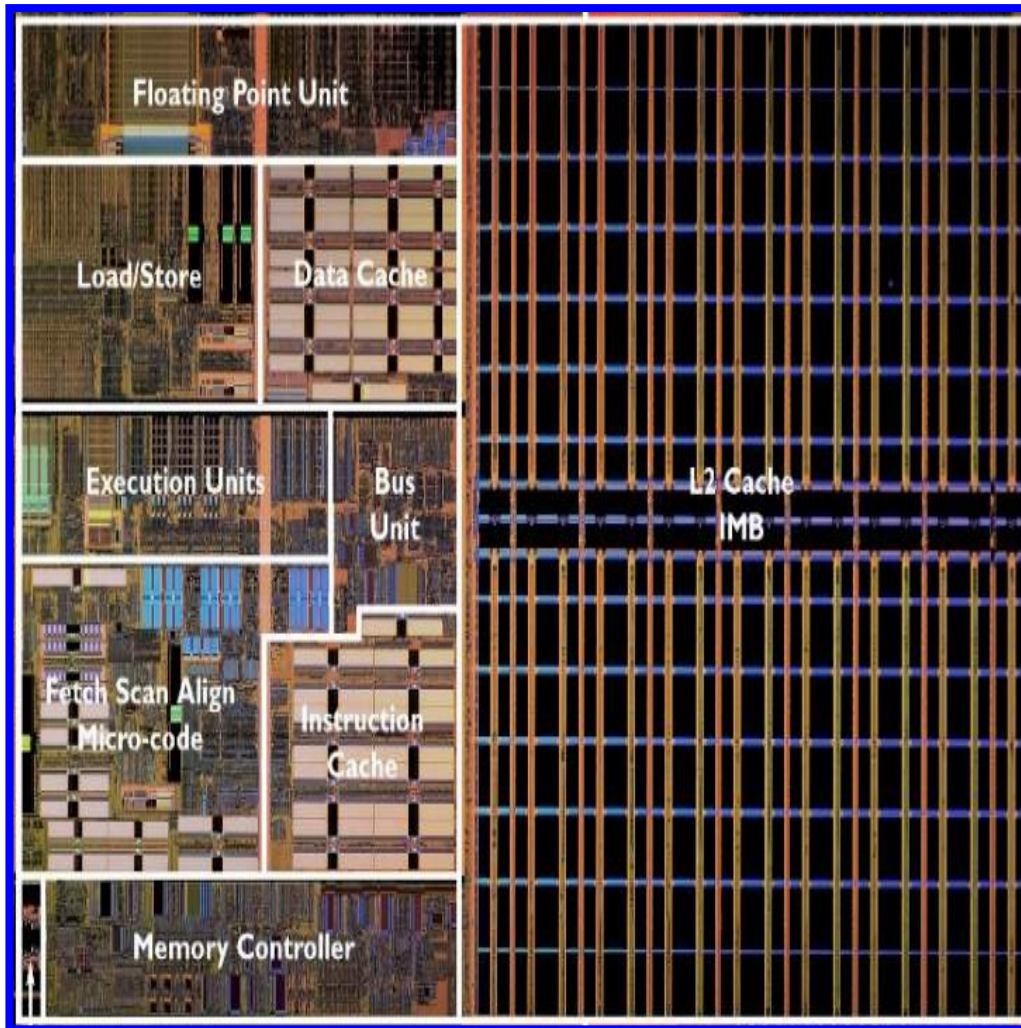 Floating Point Unit
Load/Store
Data Cache
Execution Units
Bus
Unit
L2 Cache
IMB
Fetch Scan Align
Micro-code
Instruction
Cache
Memory Controller